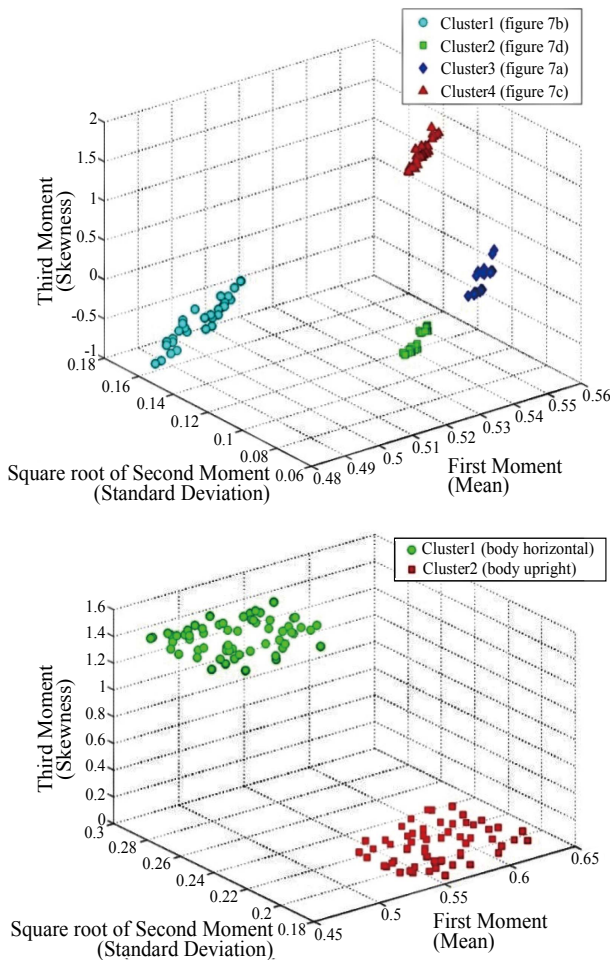 Cluster1 (figure 7b)
Cluster2 (figure 7d)
Cluster3 (figure 7a)
Cluster4 (figure 7c)
2
1.5
1
0.5
0
-0.5
-1
Third Moment
(Skewness)
0.18
0.16
0.14
0.12
0.1
0.08
0.06
Square root of Second Moment
(Standard Deviation)
0.48
0.49
0.5
0.51
0.52
0.53
0.54
0.55
0.56
First Moment
(Mean)
Cluster1 (body horizontal)
Cluster2 (body upright)
1.6
1.4
1.2
1
0.8
0.6
0.4
0.2
0
Third Moment
(Skewness)
0.3
0.28
0.26
0.24
0.22
0.2
0.18
Square root of Second Moment
(Standard Deviation)
0.45
0.5
0.55
0.6
0.65
First Moment
(Mean)